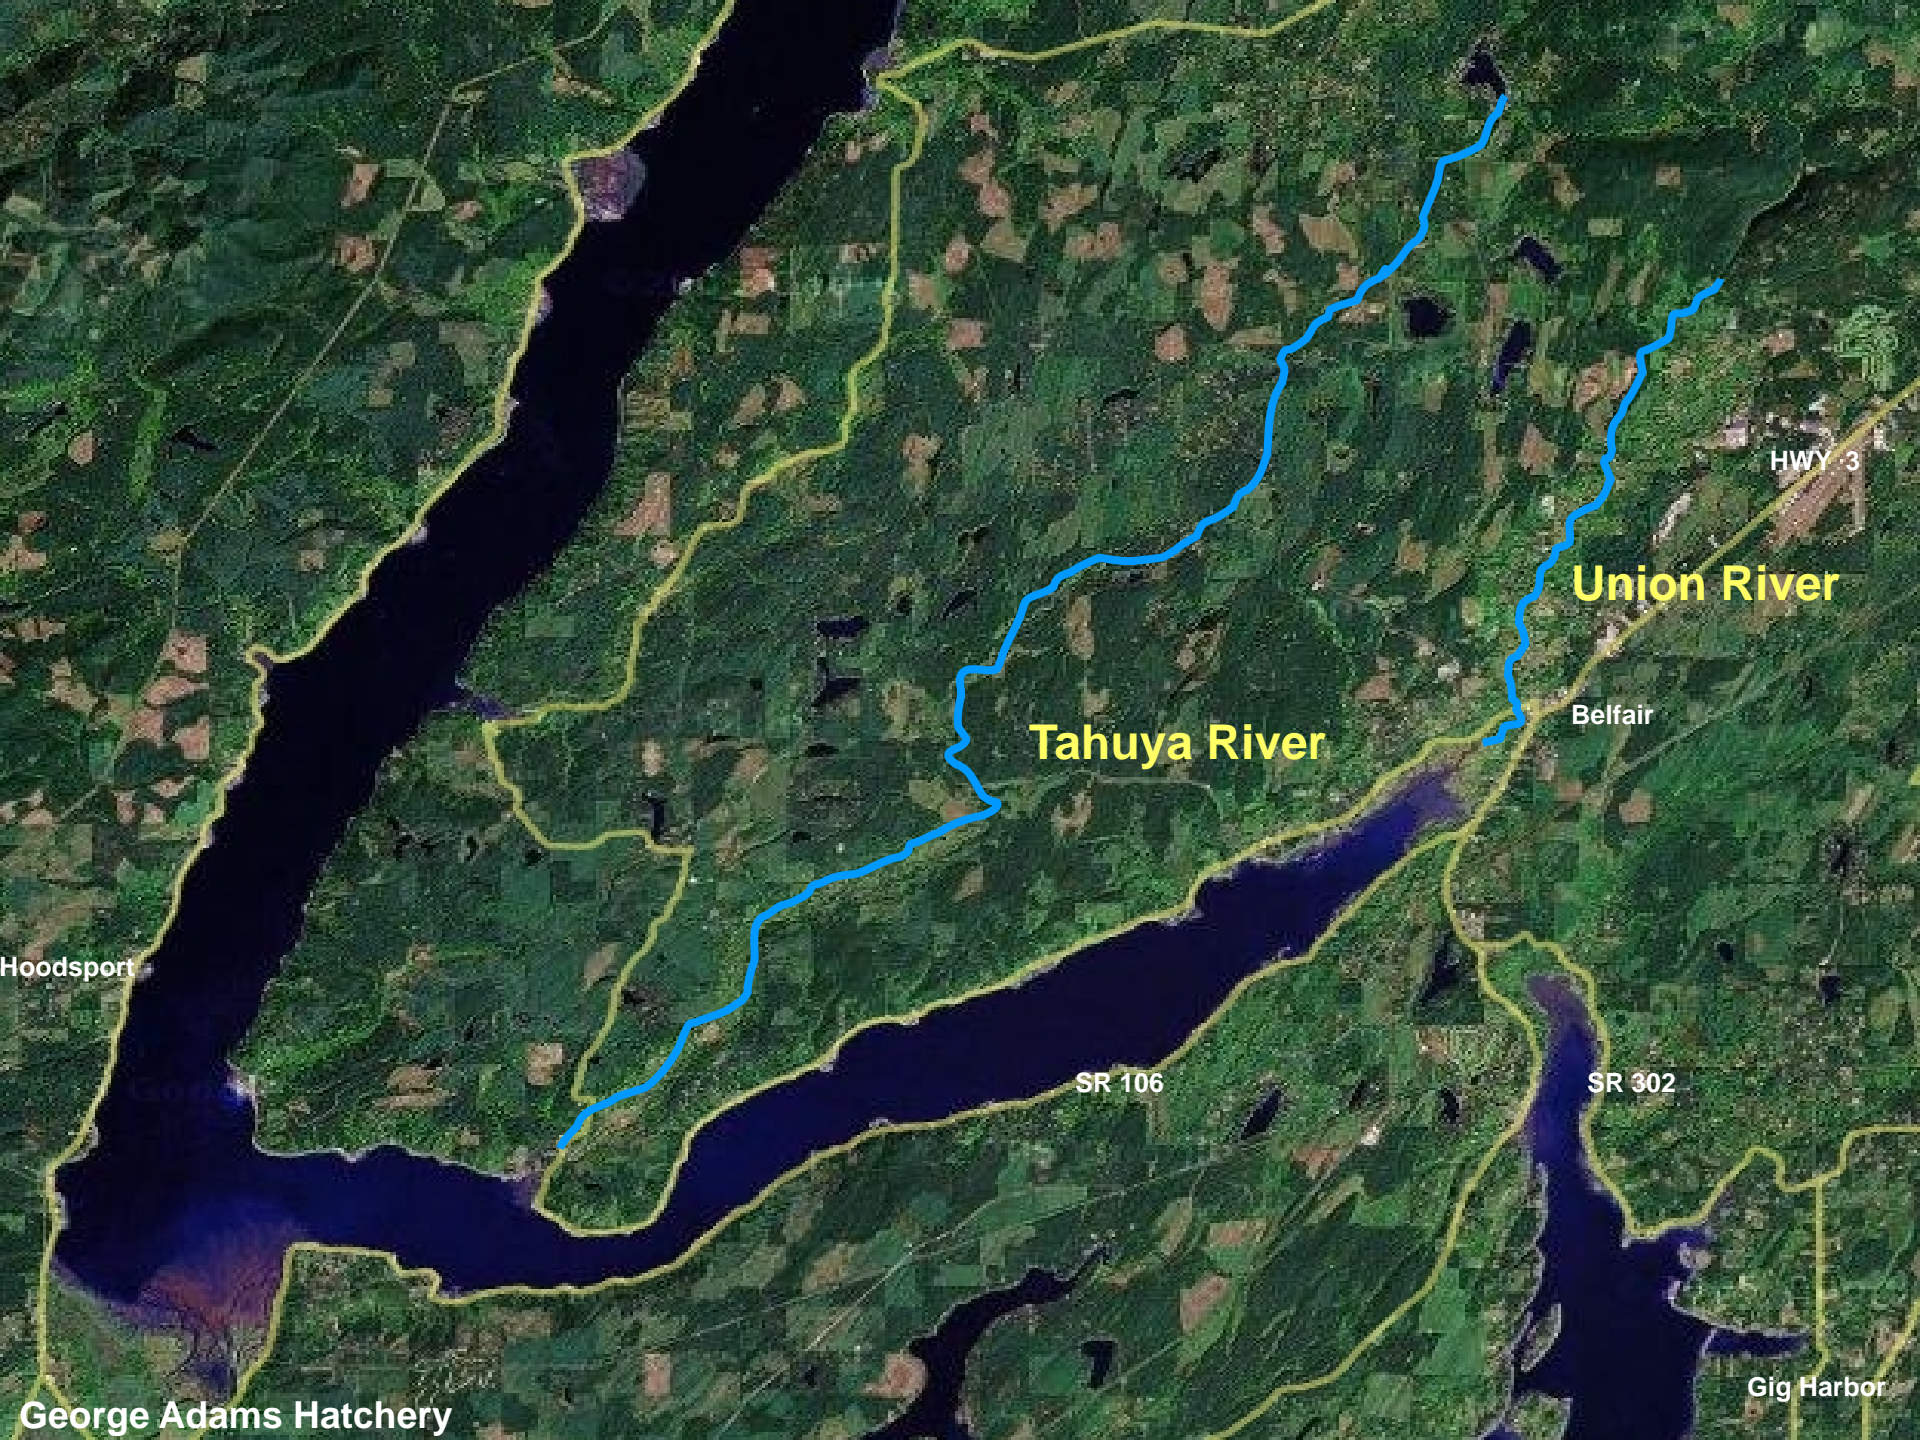 HWY 3
Union River
Belfair
Tahuya River
Hoodsport
SR 106
SR 302
Gig Harbor
George Adams Hatchery